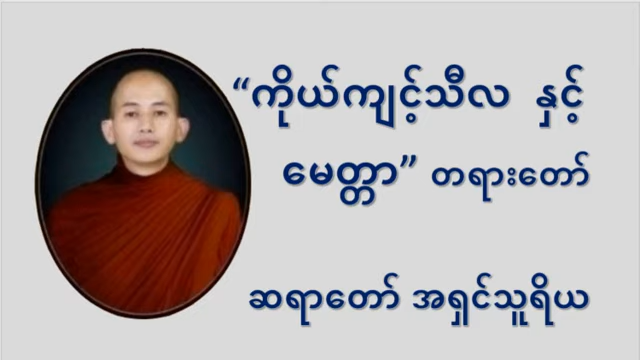 “ကိုယ်ကျင့်သီလ နှင့်
မေတ္တာ” တရားတော်
ဆရာတော် အရှင်သူရိယ